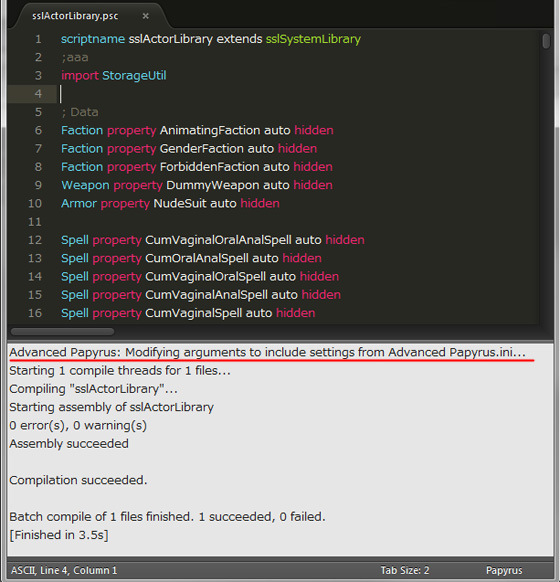 sslActorLibrary.psc ×
1 scriptname sslActorLibrary extends sslSystemLibrary
2 ;aaa
3 import StorageUtil
4
5 ; Data
6 Faction property AnimatingFaction auto hidden
7 Faction property GenderFaction auto hidden
8 Faction property ForbiddenFaction auto hidden
9 Weapon property DummyWeapon auto hidden
10 Armor property NudeSuit auto hidden
11
12 Spell property CumVaginalOralAnalSpell auto hidden
13 Spell property CumOralAnalSpell auto hidden
14 Spell property CumVaginalOralSpell auto hidden
15 Spell property CumVaginalAnalSpell auto hidden
16 Spell property CumVaginalSpell auto hidden
Advanced Papyrus: Modifying arguments to include settings from Advanced Papyrus.ini...
Starting 1 compile threads for 1 files...
Compiling "sslActorLibrary"...
Starting assembly of sslActorLibrary
0 error(s), 0 warning(s)
Assembly succeeded
Compilation succeeded.
Batch compile of 1 files finished. 1 succeeded, 0 failed.
[Finished in 3.5s]
ASCII, Line 4, Column 1 Tab Size: 2 Papyrus